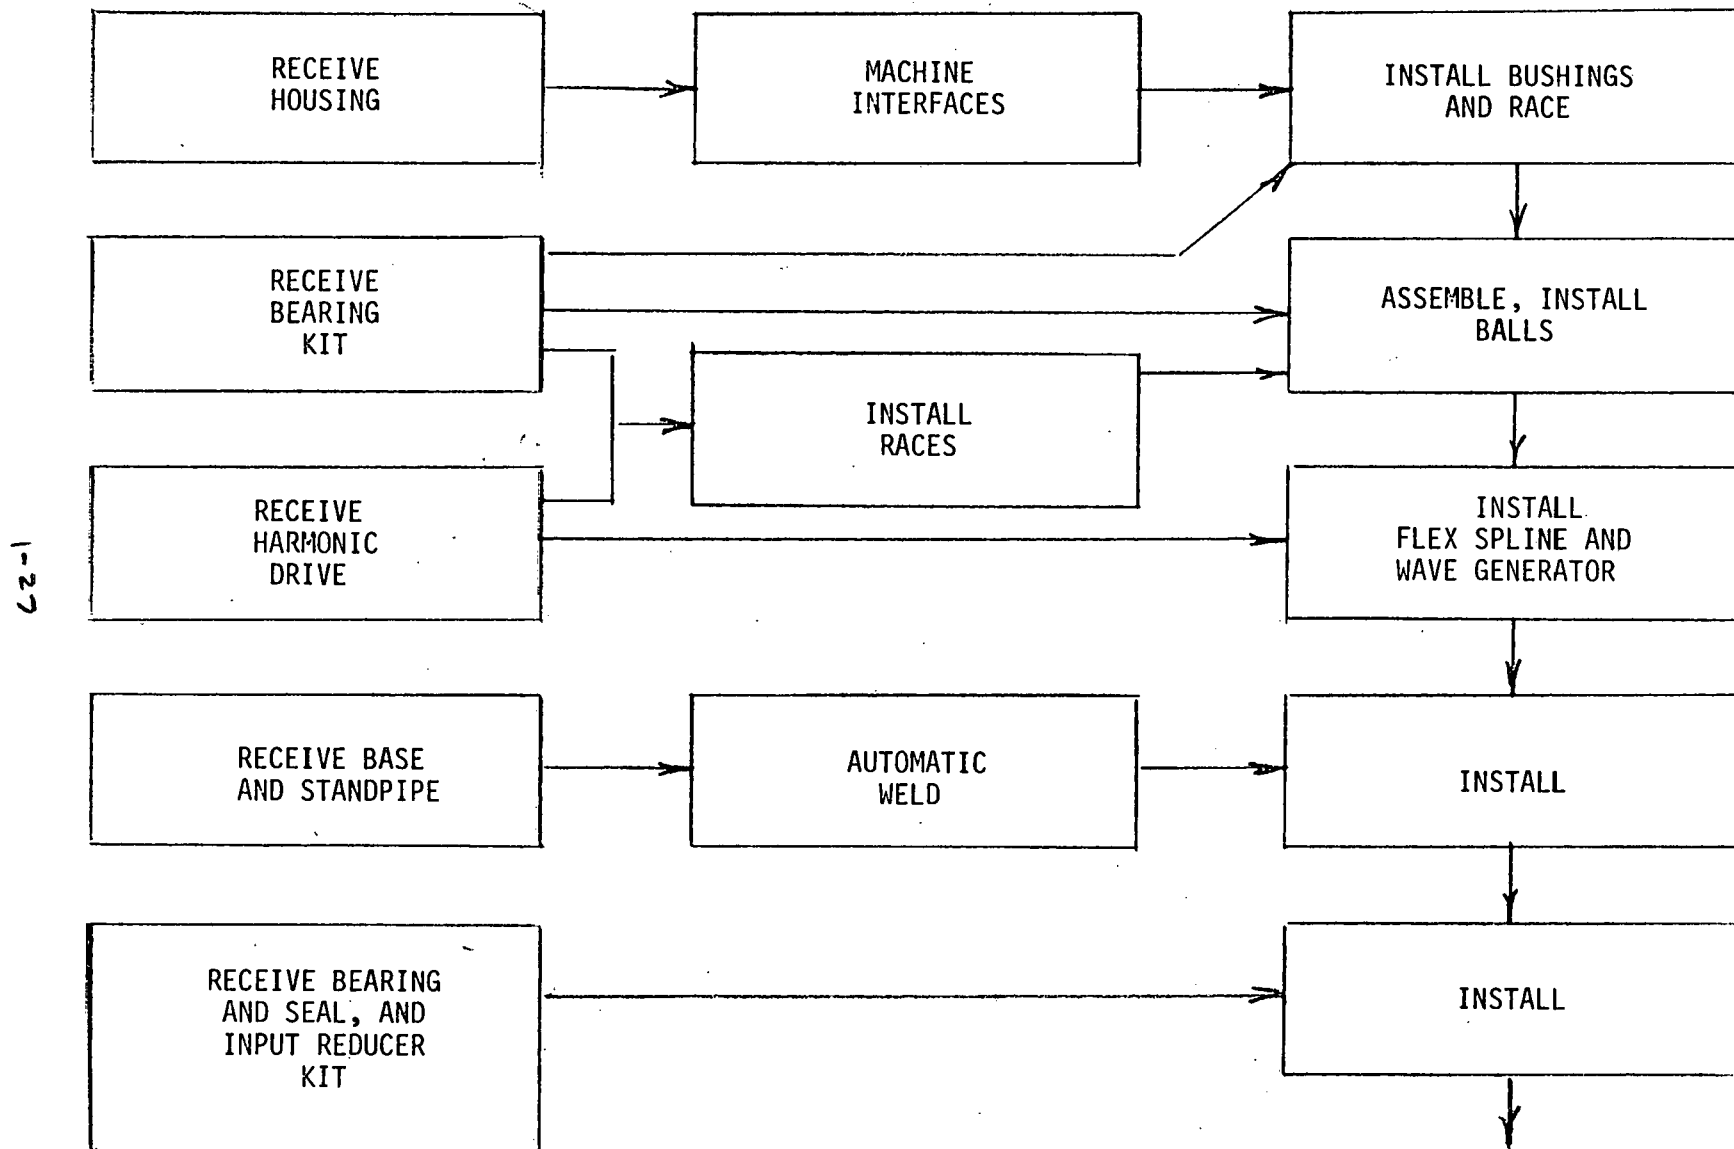 RECEIVE
HOUSING
MACHINE
INTERFACES
INSTALL BUSHINGS
AND RACE
RECEIVE
BEARING
KIT
ASSEMBLE, INSTALL
BALLS
INSTALL
RACES
RECEIVE
HARMONIC
DRIVE
INSTALL
FLEX SPLINE AND
WAVE GENERATOR
RECEIVE BASE
AND STANDPIPE
AUTOMATIC
WELD
INSTALL
RECEIVE BEARING
AND SEAL, AND
INPUT REDUCER
KIT
INSTALL